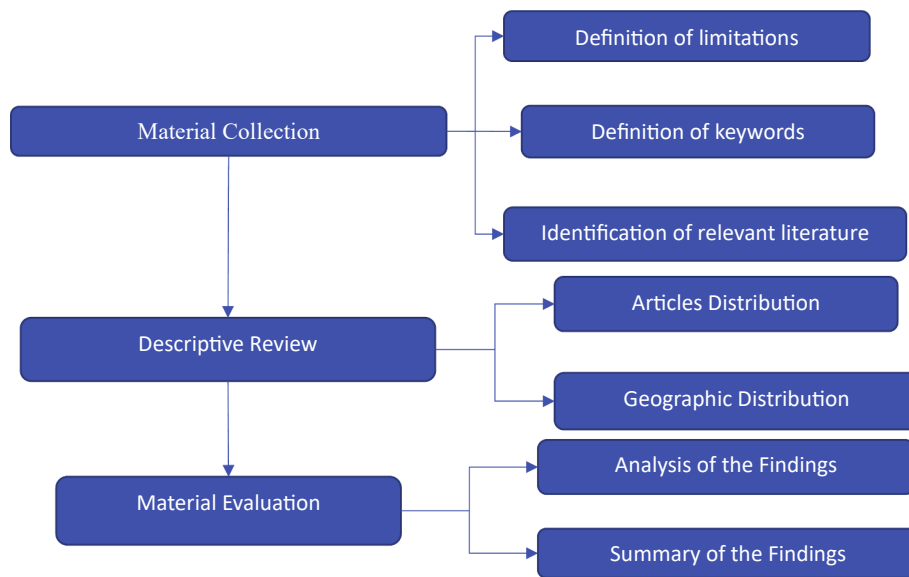 Definition of limitations
Material Collection
Definition of keywords
Identification of relevant literature
Articles Distribution
Descriptive Review
Geographic Distribution
Analysis of the Findings
Material Evaluation
Summary of the Findings